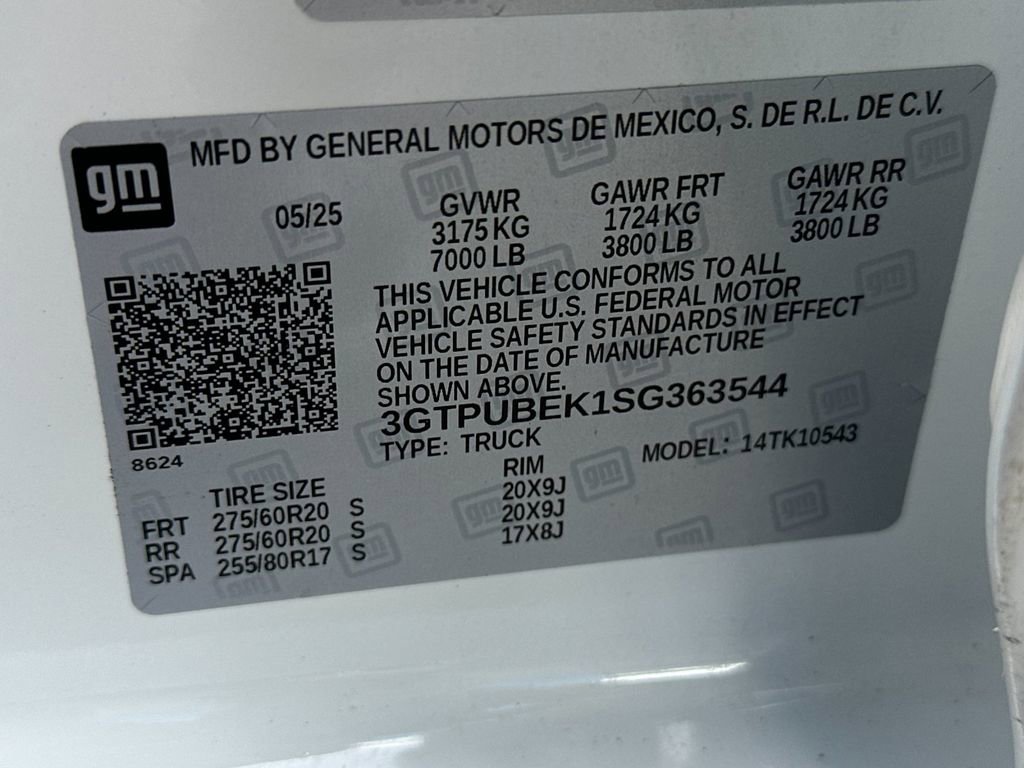 gm
MFD BY GENERAL MOTORS DE MEXICO, S. DE R.L. DE C.V.
05/25
GVWR
3175 KG
7000 LB
GAWR FRT
1724 KG
3800 LB
GAWR RR
1724 KG
3800 LB
THIS VEHICLE CONFORMS TO ALL
APPLICABLE U.S. FEDERAL MOTOR
VEHICLE SAFETY STANDARDS IN EFFECT
ON THE DATE OF MANUFACTURE
SHOWN ABOVE.
3GTPUBEK1SG363544
TYPE: TRUCK
MODEL: 14TK10543
8624
TIRE SIZE RIM
FRT 275/60R20 S 20X9J
RR 275/60R20 S 20X9J
SPA 255/80R17 S 17X8J